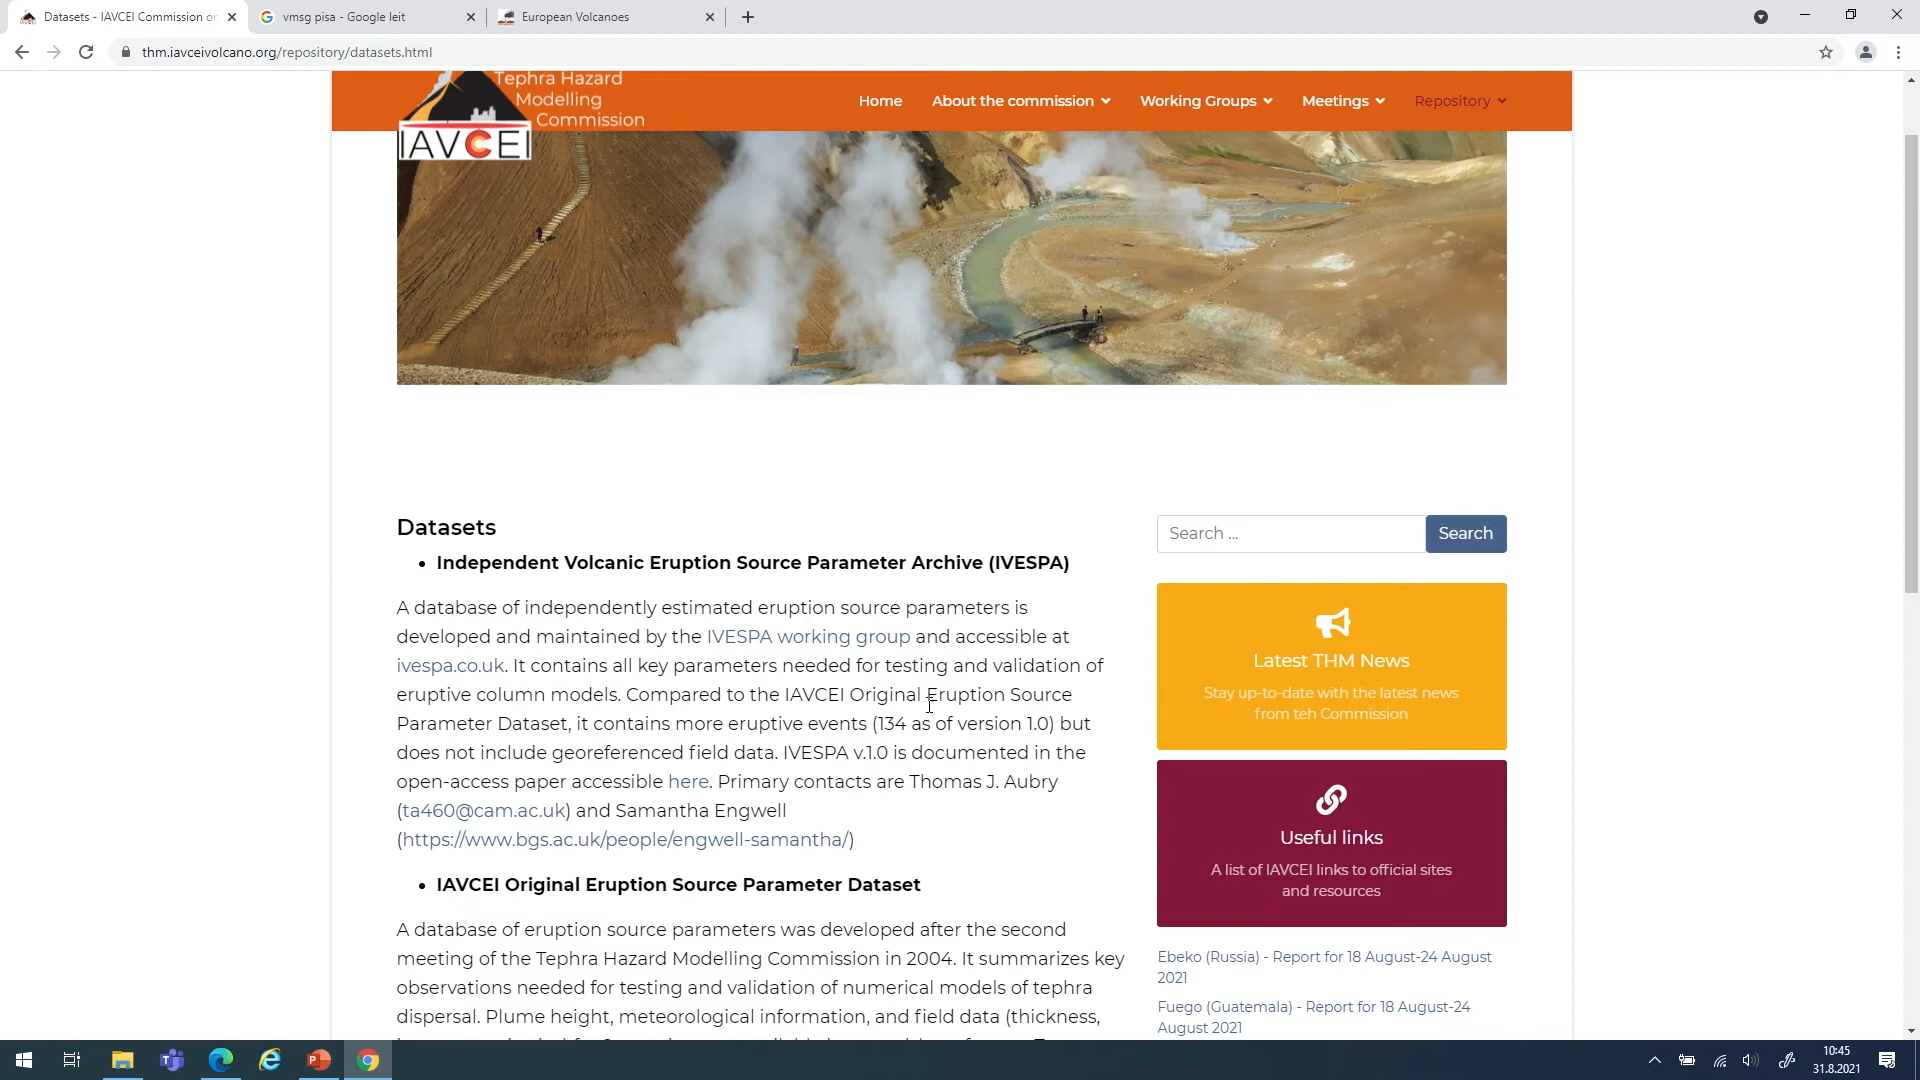 Datasets - IAVCEI Commission on
vmsg pisa - Google leit
European Volcanoes
thm.iavceivolcano.org/repository/datasets.html
Tephra Hazard
Modelling
Commission
IAVCEI
Home
About the commission
Working Groups
Meetings
Repository
Datasets
Independent Volcanic Eruption Source Parameter Archive (IVESPA)
A database of independently estimated eruption source parameters is
developed and maintained by the IVESPA working group and accessible at
ivespa.co.uk. It contains all key parameters needed for testing and validation of
eruptive column models. Compared to the IAVCEI Original Eruption Source
Parameter Dataset, it contains more eruptive events (134 as of version 1.0) but
does not include georeferenced field data. IVESPA v.1.0 is documented in the
open-access paper accessible here. Primary contacts are Thomas J. Aubry
(ta460@cam.ac.uk) and Samantha Engwell
(https://www.bgs.ac.uk/people/engwell-samantha/)
IAVCEI Original Eruption Source Parameter Dataset
A database of eruption source parameters was developed after the second
meeting of the Tephra Hazard Modelling Commission in 2004. It summarizes key
observations needed for testing and validation of numerical models of tephra
dispersal. Plume height, meteorological information, and field data (thickness,
Search ...
Search
Latest THM News
Stay up-to-date with the latest news
from teh Commission
Useful links
A list of IAVCEI links to official sites
and resources
Ebeko (Russia) - Report for 18 August-24 August
2021
Fuego (Guatemala) - Report for 18 August-24
August 2021
10:45
31.8.2021